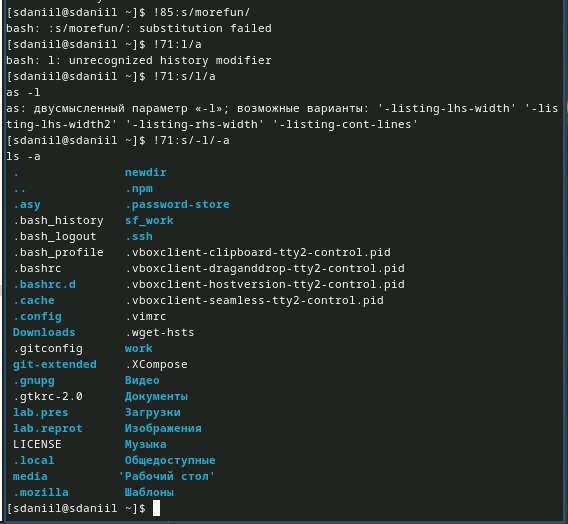 [sdaniil@sdaniil ~]$ !85:s/morefun/
bash: :s/morefun/: substitution failed
[sdaniil@sdaniil ~]$ !71:l/a
bash: l: unrecognized history modifier
[sdaniil@sdaniil ~]$ !71:s/l/a
as -l
as: двусмысленный параметр «-l»; возможные варианты: '-listing-lhs-width' '-lis
ting-lhs-width2' '-listing-rhs-width' '-listing-cont-lines'
[sdaniil@sdaniil ~]$ !71:s/-l/-a
ls -a
. newdir
.. .npm
.asy .password-store
.bash_history sf_work
.bash_logout .ssh
.bash_profile .vboxclient-clipboard-tty2-control.pid
.bashrc .vboxclient-draganddrop-tty2-control.pid
.bashrc.d .vboxclient-hostversion-tty2-control.pid
.cache .vboxclient-seamless-tty2-control.pid
.config .vimrc
Downloads .wget-hsts
.gitconfig work
git-extended .XCompose
.gnupg Видео
.gtkrc-2.0 Документы
lab.pres Загрузки
lab.reprot Изображения
LICENSE Музыка
.local Общедоступные
media 'Рабочий стол'
.mozilla Шаблоны
[sdaniil@sdaniil ~]$